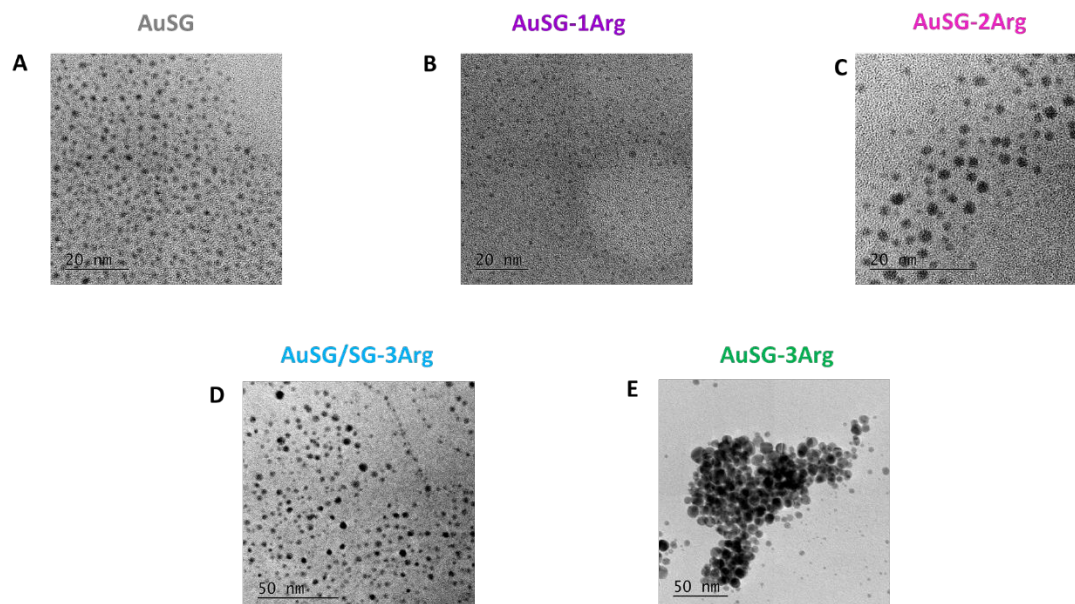 AuSG
AuSG-1Arg
AuSG-2Arg
A
B
C
20 nm
20 nm
20 nm
AuSG/SG-3Arg
AuSG-3Arg
D
E
50 nm
50 nm